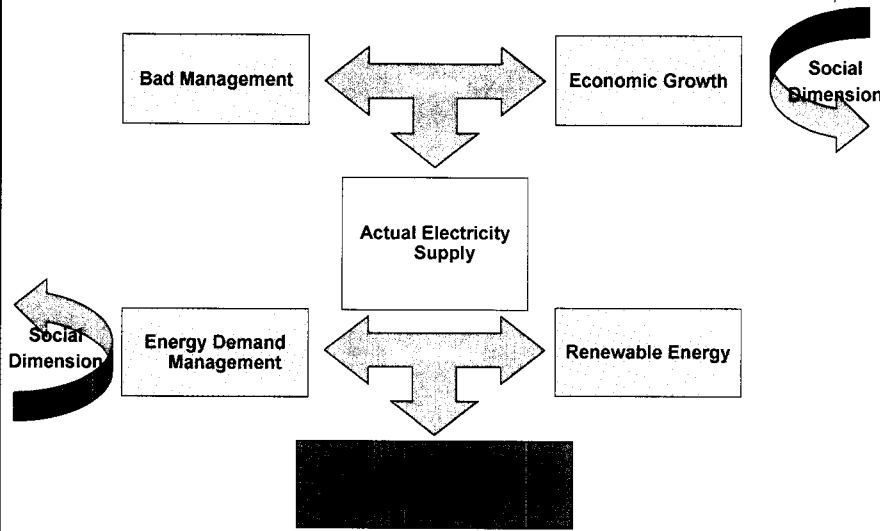 Bad Management
Economic Growth
Social
Dimension
Actual Electricity
Supply
Social
Dimension
Energy Demand
Management
Renewable Energy